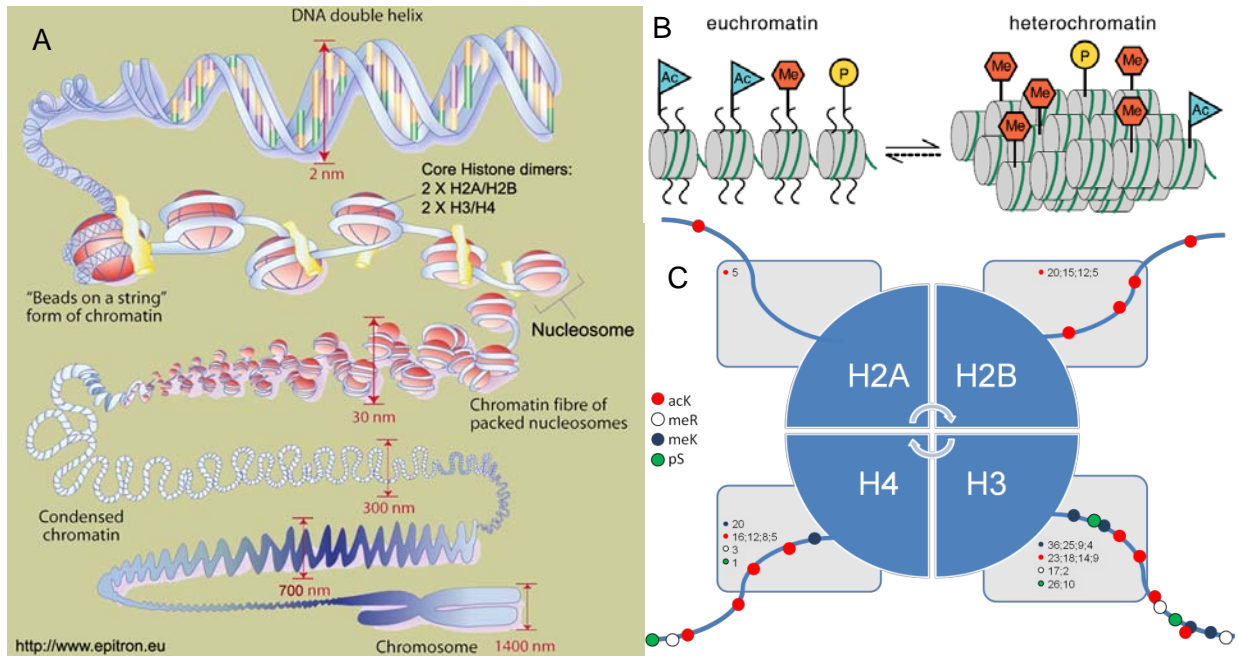 A
DNA double helix
2 nm
Core Histone dimers:
2 X H2A/H2B
2 X H3/H4
"Beads on a string"
form of chromatin
Nucleosome
30 nm
Chromatin fibre of
packed nucleosomes
300 nm
Condensed
chromatin
700 nm
1400 nm
Chromosome
http://www.epitron.eu
B
euchromatin
heterochromatin
Ac
Ac
Me
P
Me
P
Me
Me
Me
Me
Ac
C
5
20;15;12;5
H2A
H2B
H4
H3
acK
meR
meK
pS
20
16;12;8;5
3
1
36;25;9;4
23;18;14;9
17;2
26;10